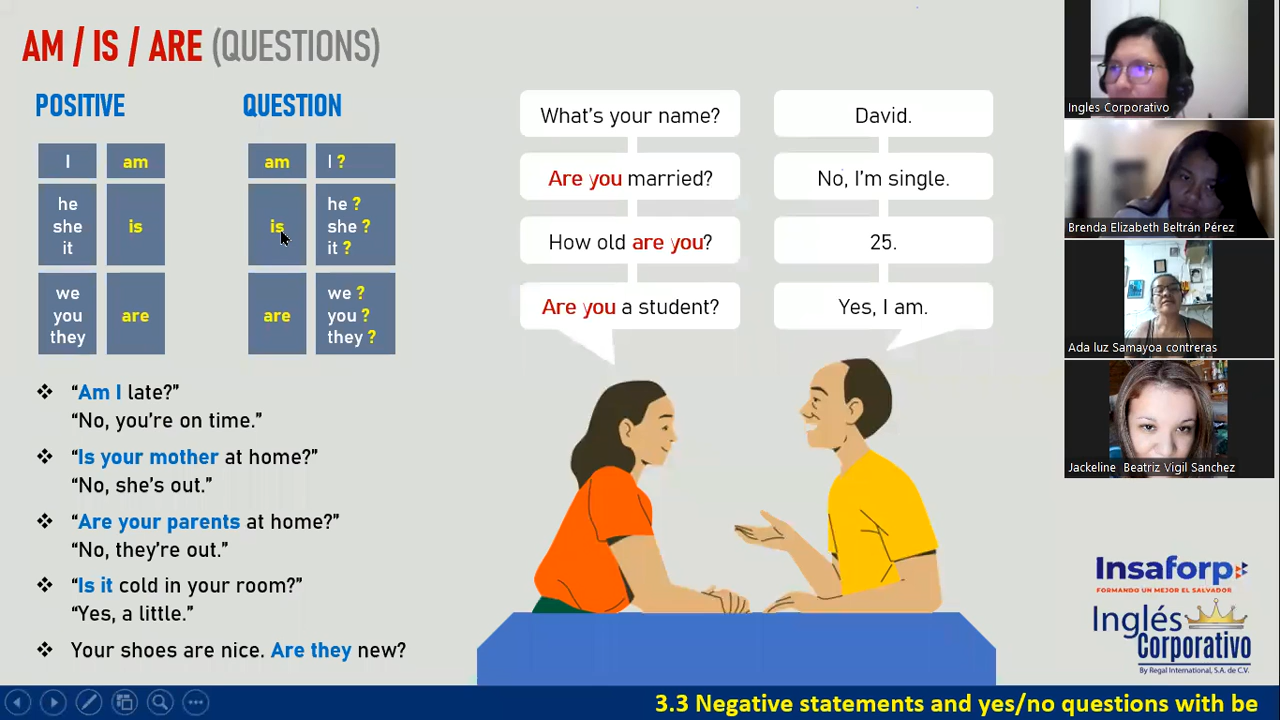 AM / IS / ARE (QUESTIONS)
POSITIVE
QUESTION
I am
he
she
it
is
we
you
they
are
am I ?
is
he ?
she ?
it ?
are
we ?
you ?
they ?
“Am I late?”
“No, you’re on time.”
“Is your mother at home?”
“No, she’s out.”
“Are your parents at home?”
“No, they’re out.”
“Is it cold in your room?”
“Yes, a little.”
Your shoes are nice. Are they new?
What’s your name?
David.
Are you married?
No, I’m single.
How old are you?
25.
Are you a student?
Yes, I am.
Ingles Corporativo
Brenda Elizabeth Beltrán Pérez
Ada luz Samayoa contreras
Jackeline Beatriz Vigil Sanchez
Insaforp
FORMANDO UN MEJOR EL SALVADOR
Inglés
Corporativo
By Regal International, S.A. de C.V.
3.3 Negative statements and yes/no questions with be